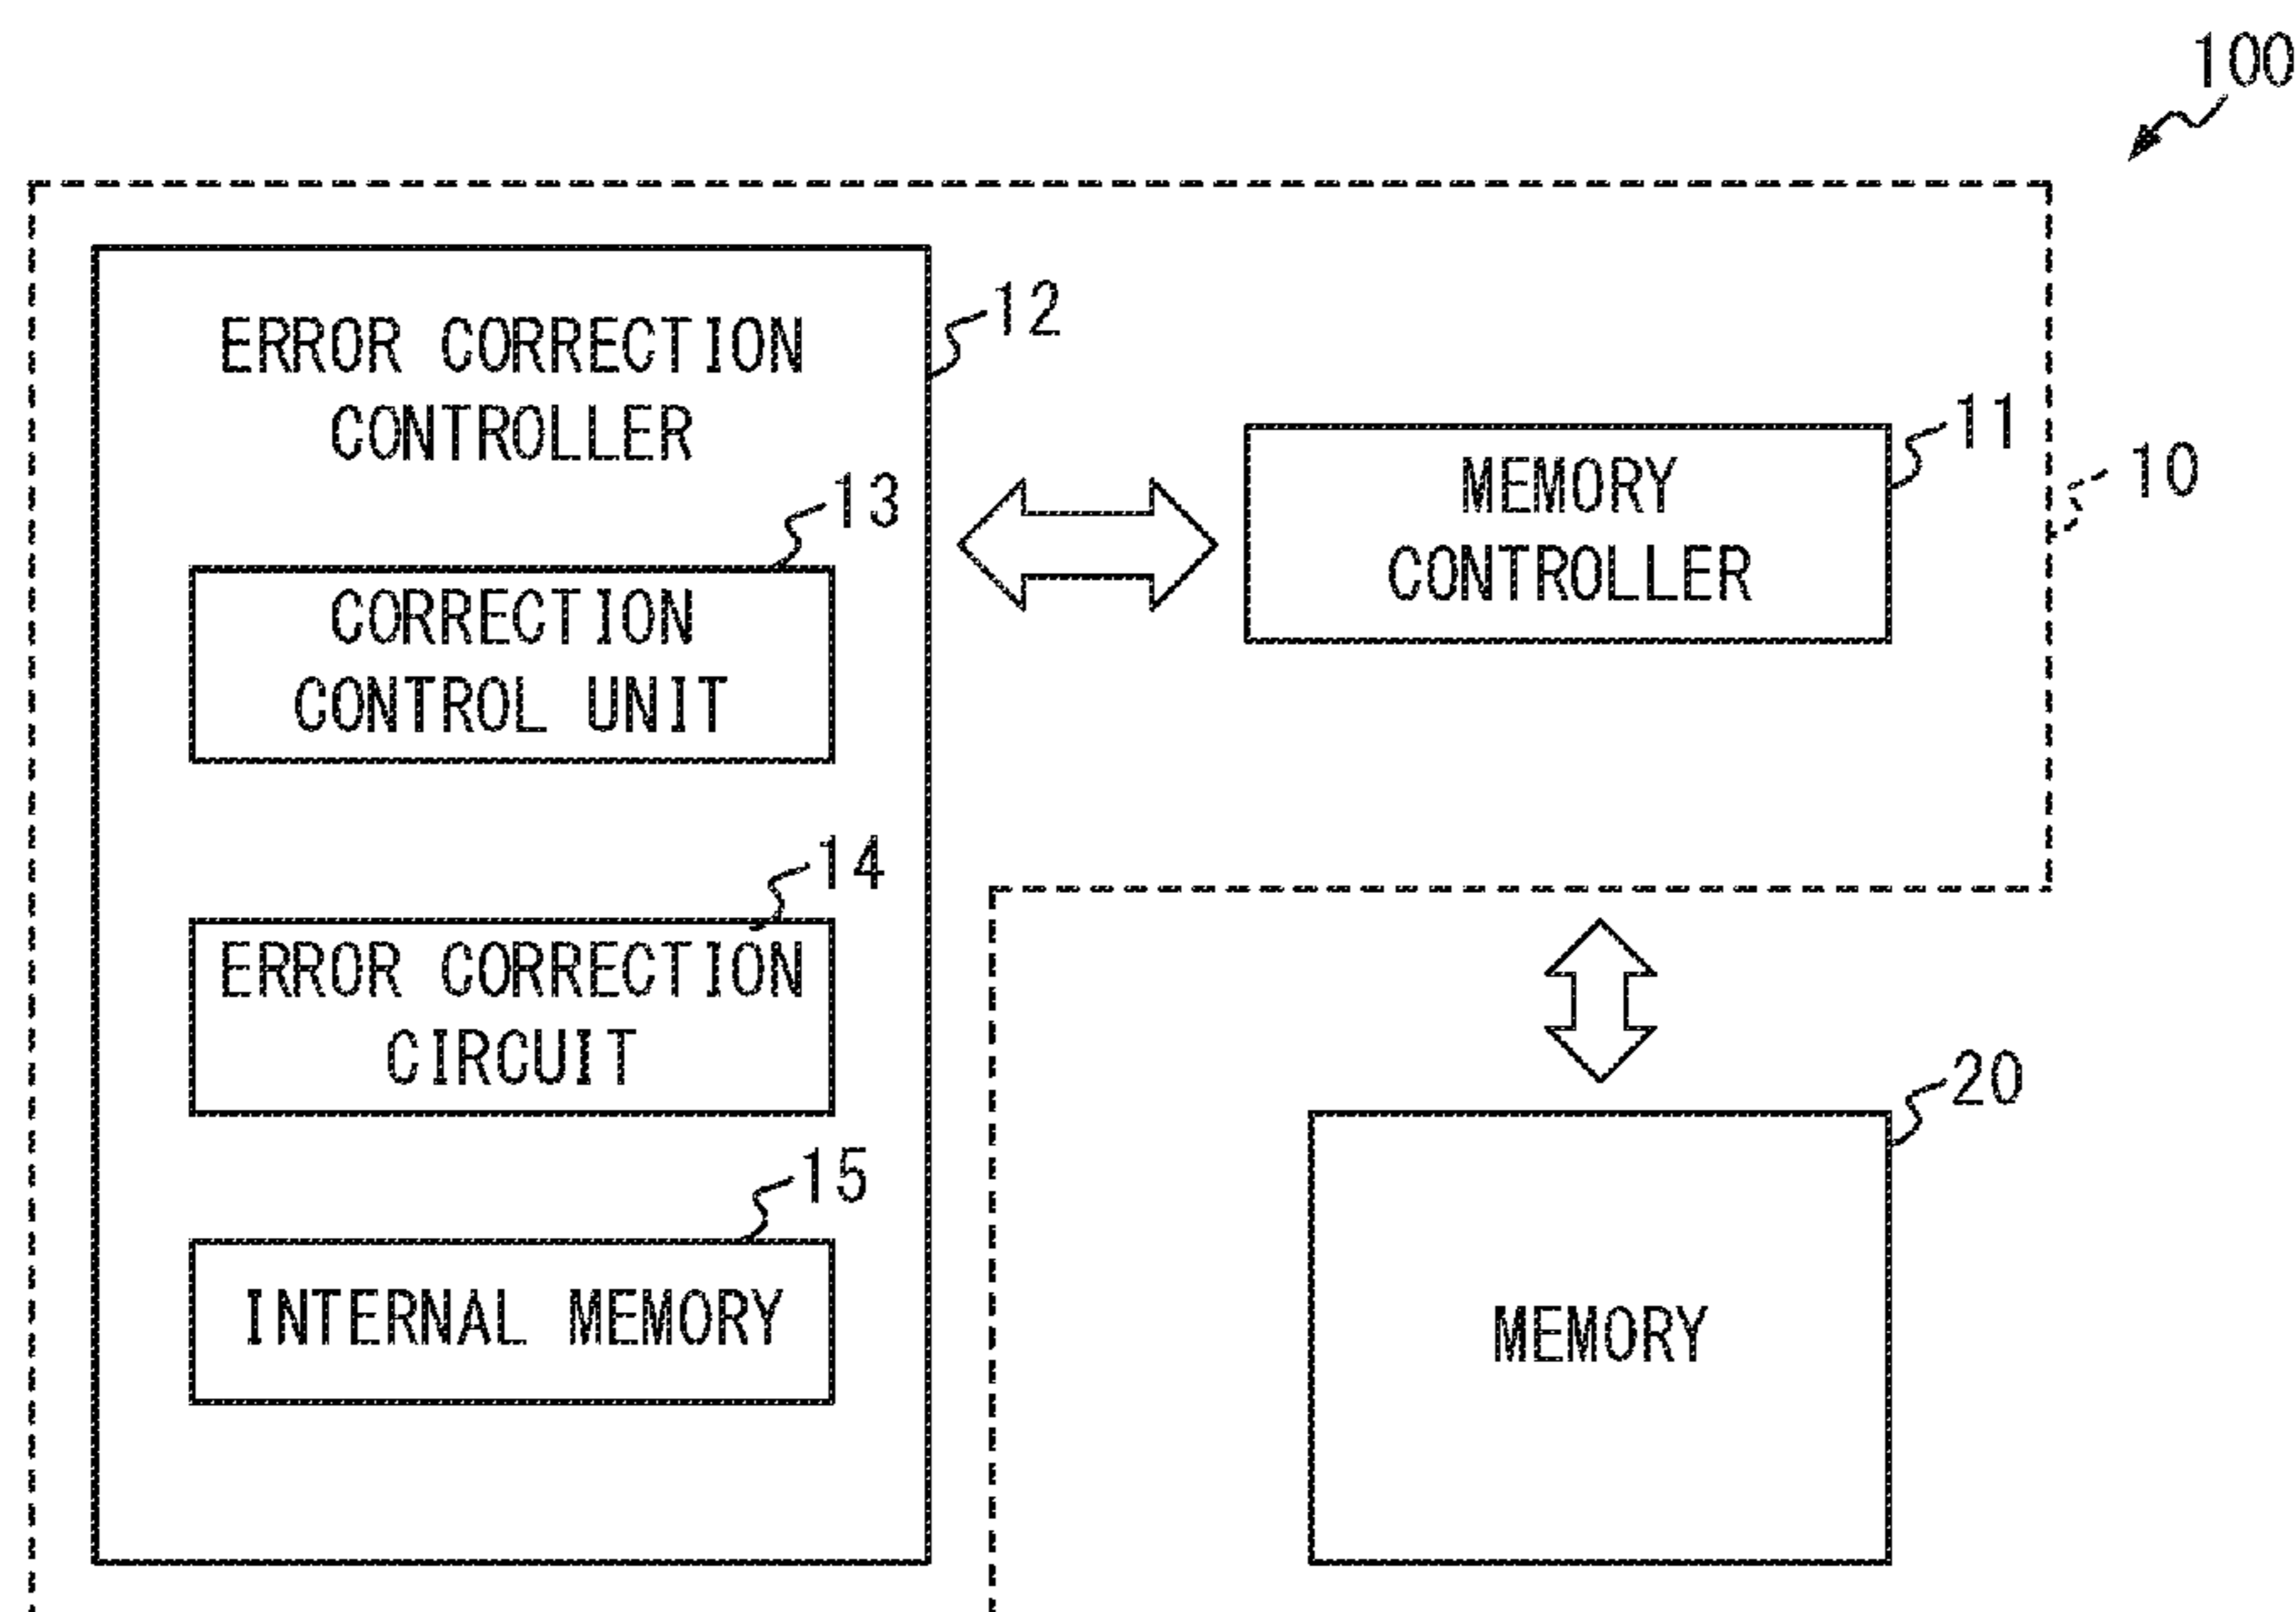 100
12
ERROR CORRECTION
CONTROLLER
11
MEMORY
CONTROLLER
10
13
CORRECTION
CONTROL UNIT
14
ERROR CORRECTION
CIRCUIT
15
INTERNAL MEMORY
20
MEMORY